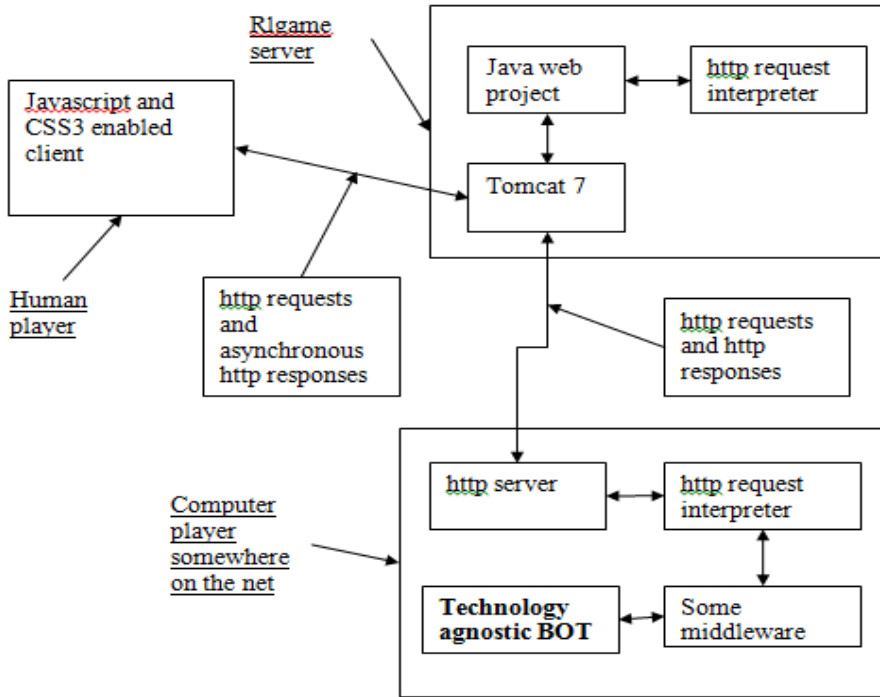 Rlgame
server
Java web
project
http request
interpreter
Javascript and
CSS3 enabled
client
Tomcat 7
Human
player
http requests
and
asynchronous
http responses
http requests
and http
responses
http server
http request
interpreter
Computer
player
somewhere
on the net
Technology
agnostic BOT
Some
middleware